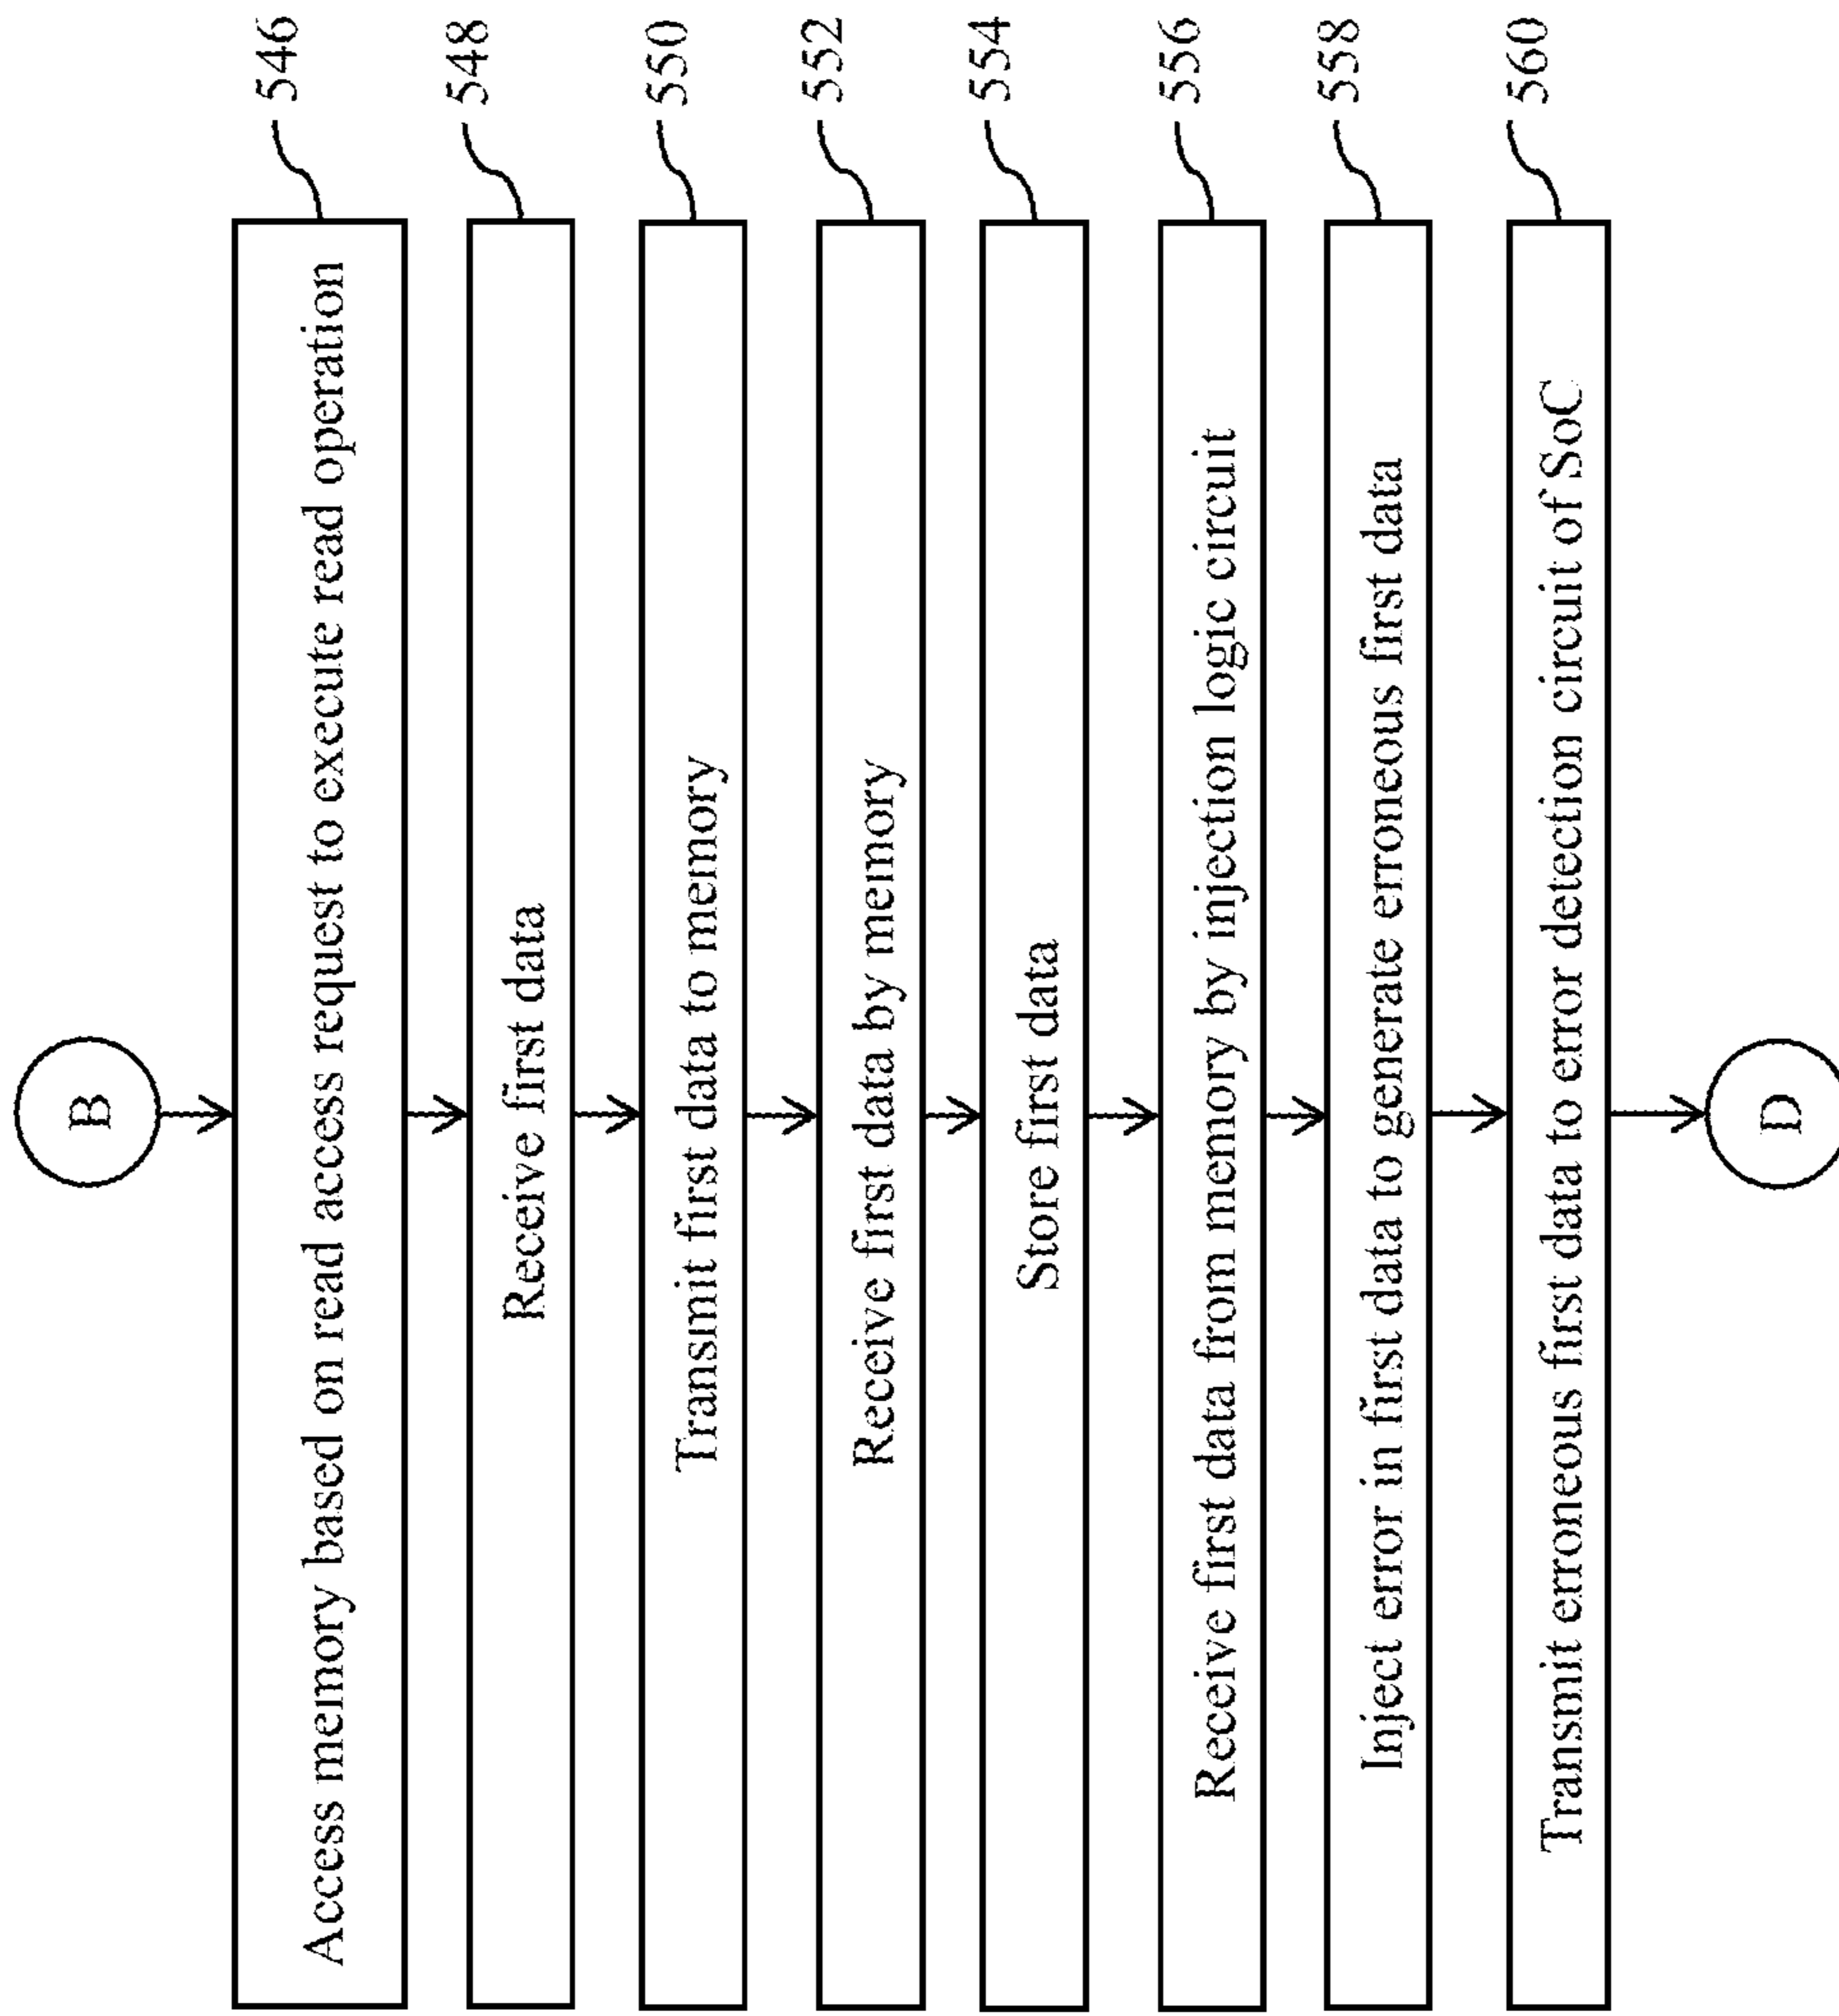 B
Access memory based on read access request to execute read operation
546
Receive first data
548
Transmit first data to memory
550
Receive first data by memory
552
Store first data
554
Receive first data from memory by injection logic circuit
556
Inject error in first data to generate erroneous first data
558
Transmit erroneous first data to error detection circuit of SoC
560
D